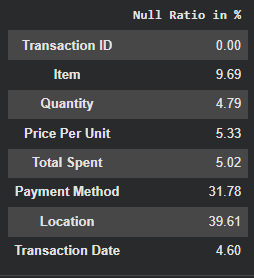 Null Ratio in %
Transaction ID 0.00
Item 9.69
Quantity 4.79
Price Per Unit 5.33
Total Spent 5.02
Payment Method 31.78
Location 39.61
Transaction Date 4.60